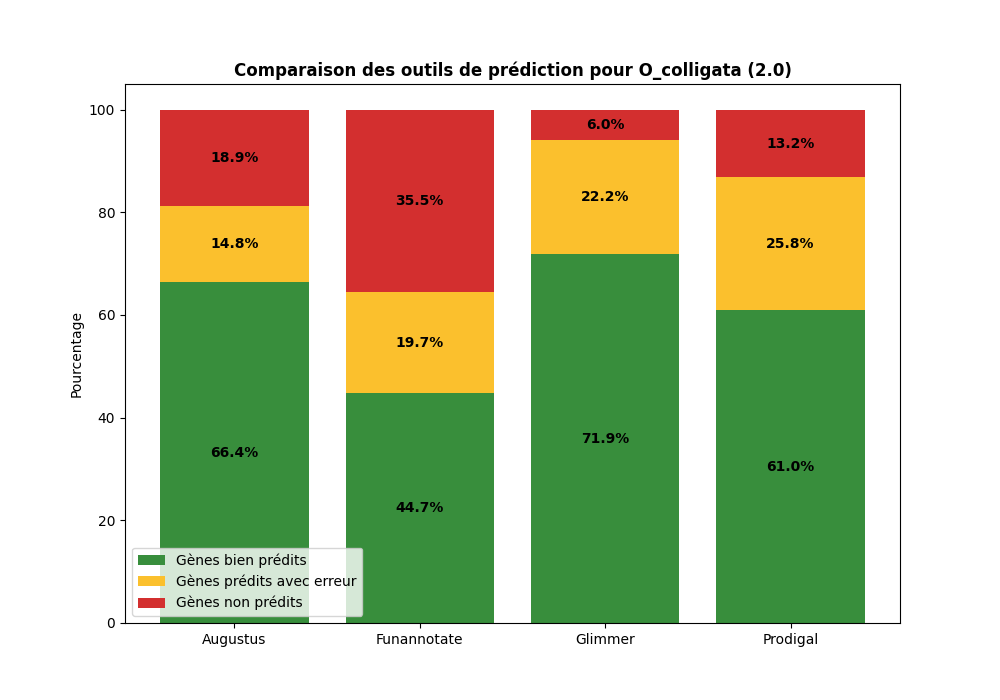 Comparaison des outils de prédiction pour O_colligata (2.0)
Pourcentage
100
80
60
40
20
0
18.9%
14.8%
66.4%
35.5%
19.7%
44.7%
6.0%
22.2%
71.9%
13.2%
25.8%
61.0%
Gènes bien prédits
Gènes prédits avec erreur
Gènes non prédits
Augustus
Funannotate
Glimmer
Prodigal